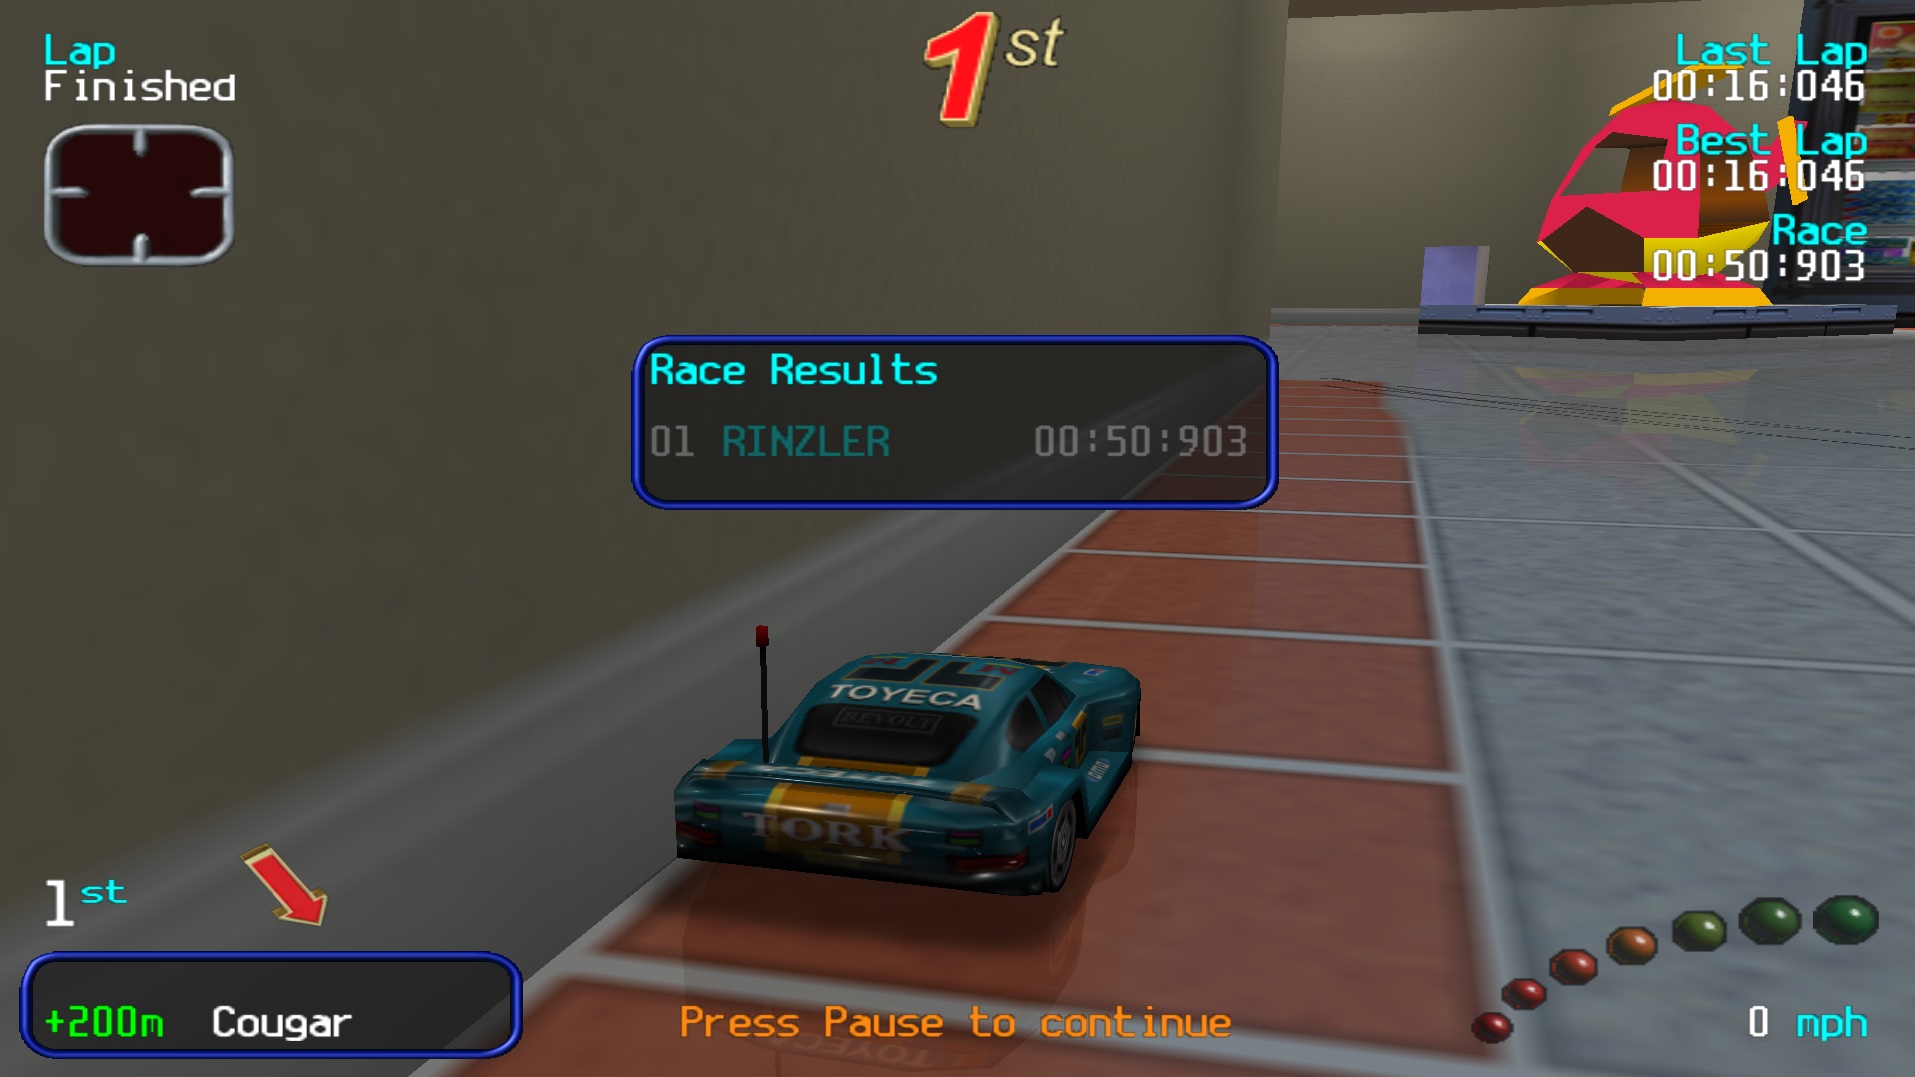 Lap
Finished
1st
Last Lap
00:16:046
Best Lap
00:16:046
Race
00:50:903
Race Results
01 RINZLER 00:50:903
TOYECA
REVOLT
TORK
1st
+200m Cougar
Press Pause to continue
0 mph
TOYECA